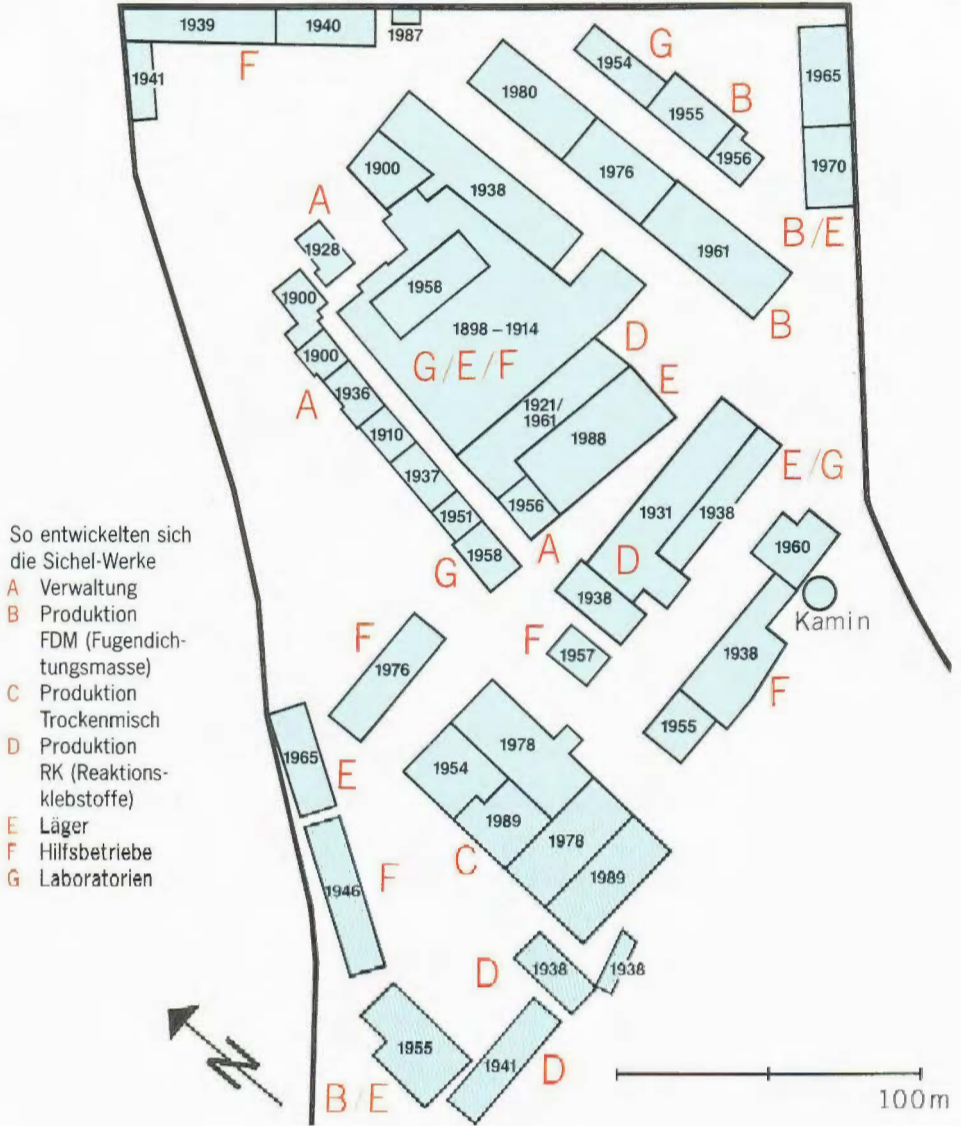 1939
1940
1987
1941
F
G
1954
1955
B
1956
1965
1970
B/E
1980
1976
1961
B
1900
1938
A
1928
1958
1900
1898 – 1914
G/E/F
D
E
1900
A
1936
1910
1937
1951
1958
G
1921/
1961
1988
1956
A
E/G
1931
1938
D
1938
1960
Kamin
1938
F
1955
F
1957
F
1976
1965
E
1946
F
1978
1954
1989
1978
1989
C
D
1938
1938
1955
B/E
1941
D
So entwickelten sich
die Sichel-Werke
A Verwaltung
B Produktion
FDM (Fugendich-
tungsmasse)
C Produktion
Trockenmisch
D Produktion
RK (Reaktions-
klebstoffe)
E Läger
F Hilfsbetriebe
G Laboratorien
N
100m